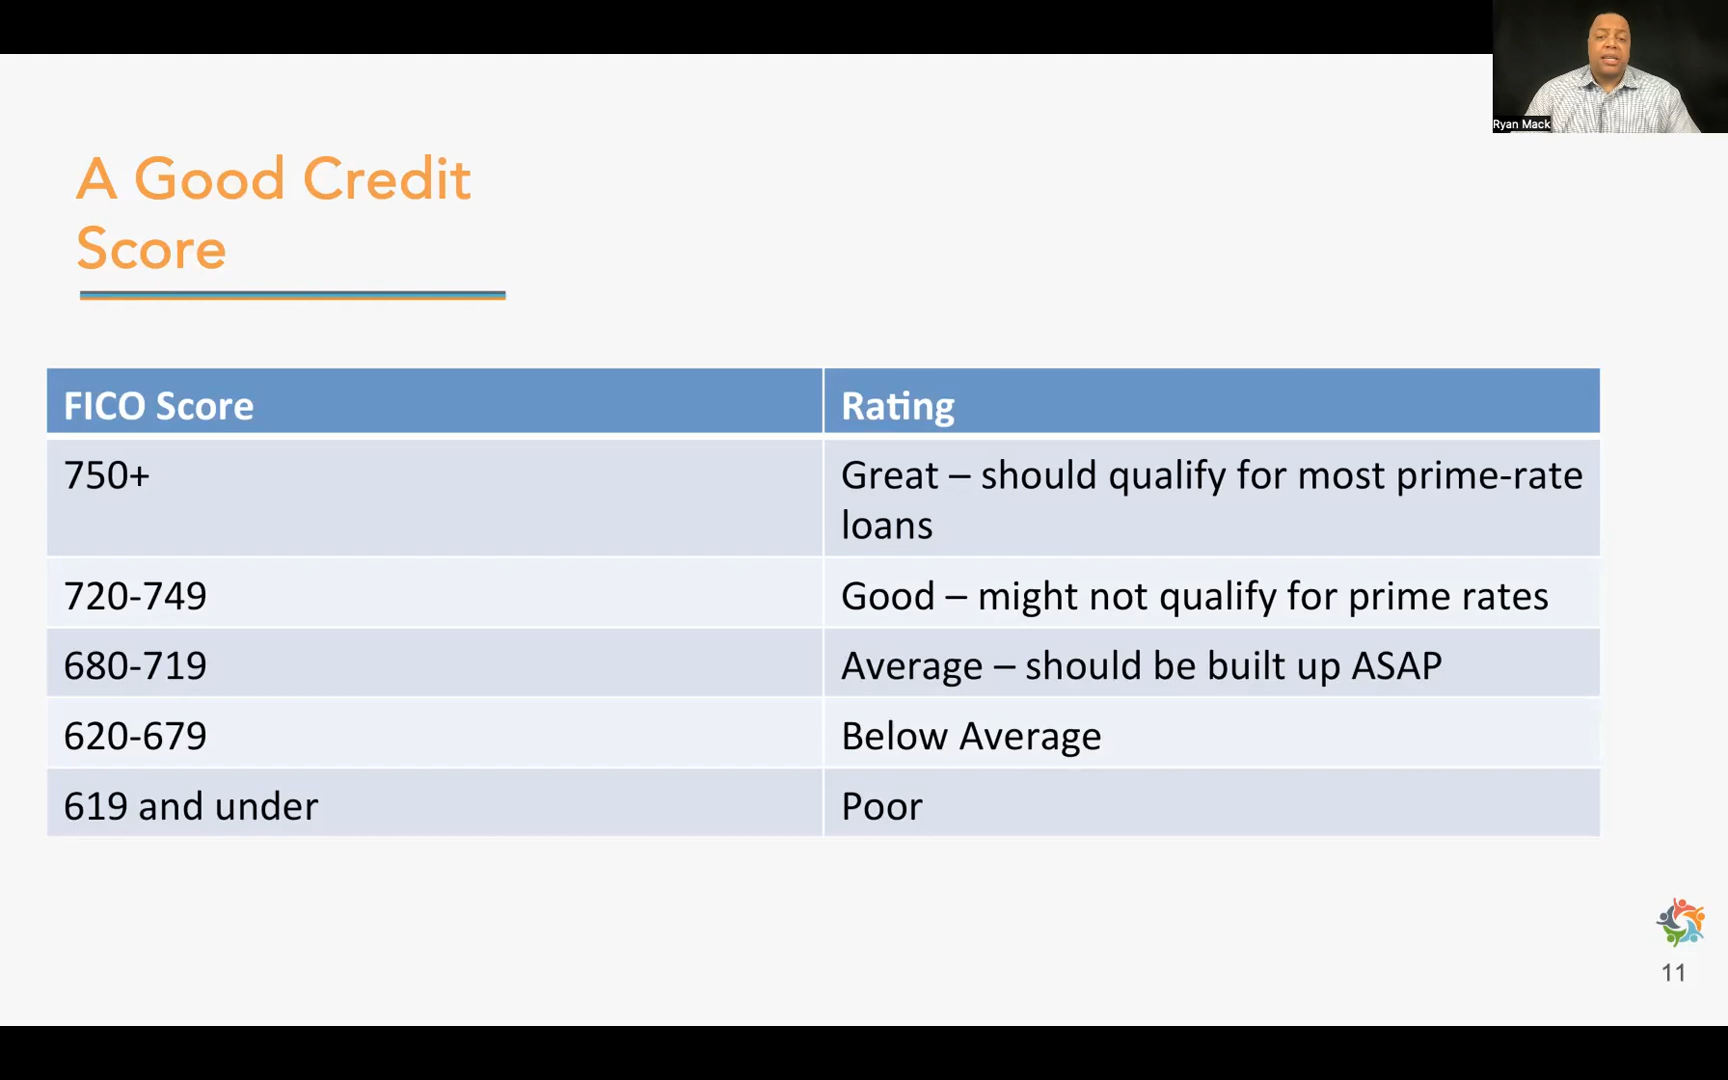 Ryan Mack
A Good Credit
Score
FICO Score
Rating
750+
Great – should qualify for most prime-rate
loans
720-749
Good – might not qualify for prime rates
680-719
Average – should be built up ASAP
620-679
Below Average
619 and under
Poor
11